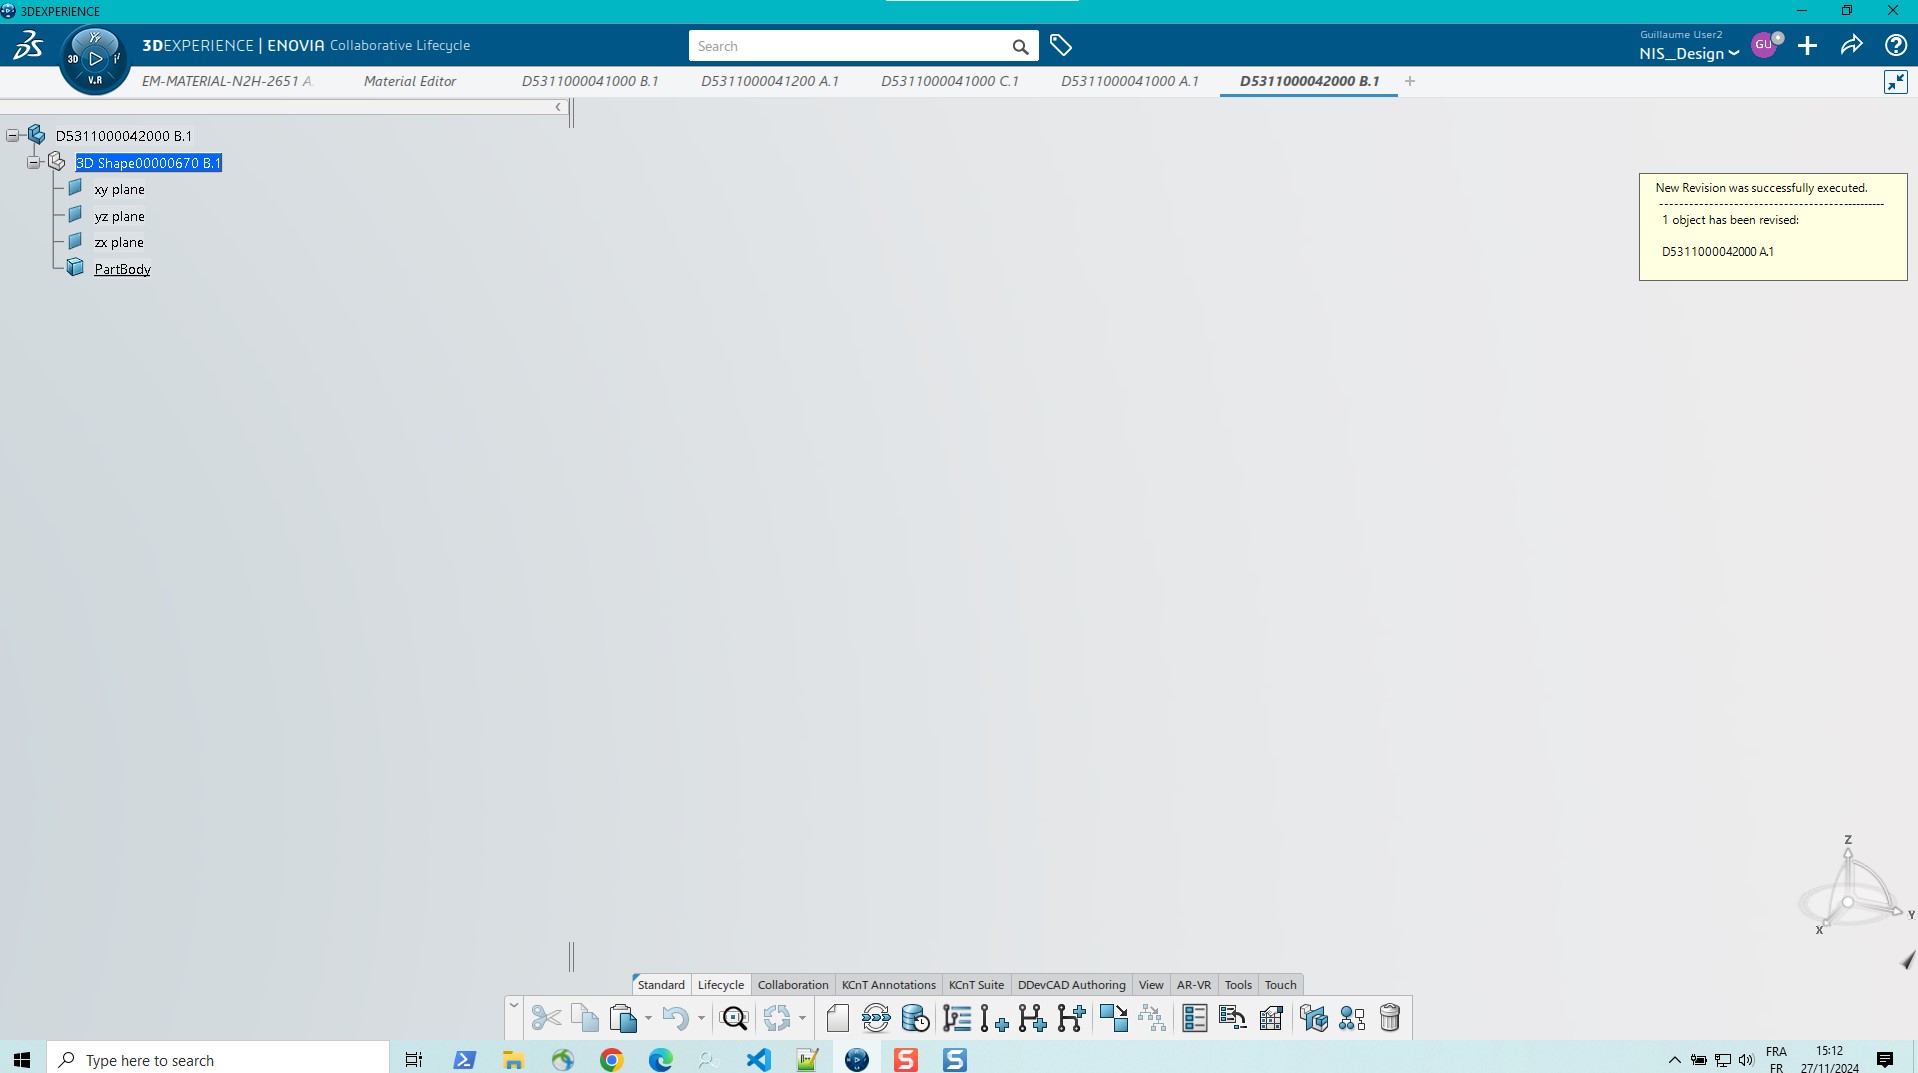 3DEXPERIENCE
3DEXPERIENCE | ENOVIA Collaborative Lifecycle
Search
Guillaume User2
NIS_Design
GU
3D
V.R
EM-MATERIAL-N2H-2651 A.
Material Editor
D5311000041000 B.1
D5311000041200 A.1
D5311000041000 C.1
D5311000041000 A.1
D5311000042000 B.1
D5311000042000 B.1
3D Shape00000670 B.1
xy plane
yz plane
zx plane
PartBody
New Revision was successfully executed.
1 object has been revised:
D5311000042000 A.1
Z
Y
X
Standard
Lifecycle
Collaboration
KCnT Annotations
KCnT Suite
DDevCAD Authoring
View
AR-VR
Tools
Touch
Type here to search
FRA
FR
15:12
27/11/2024